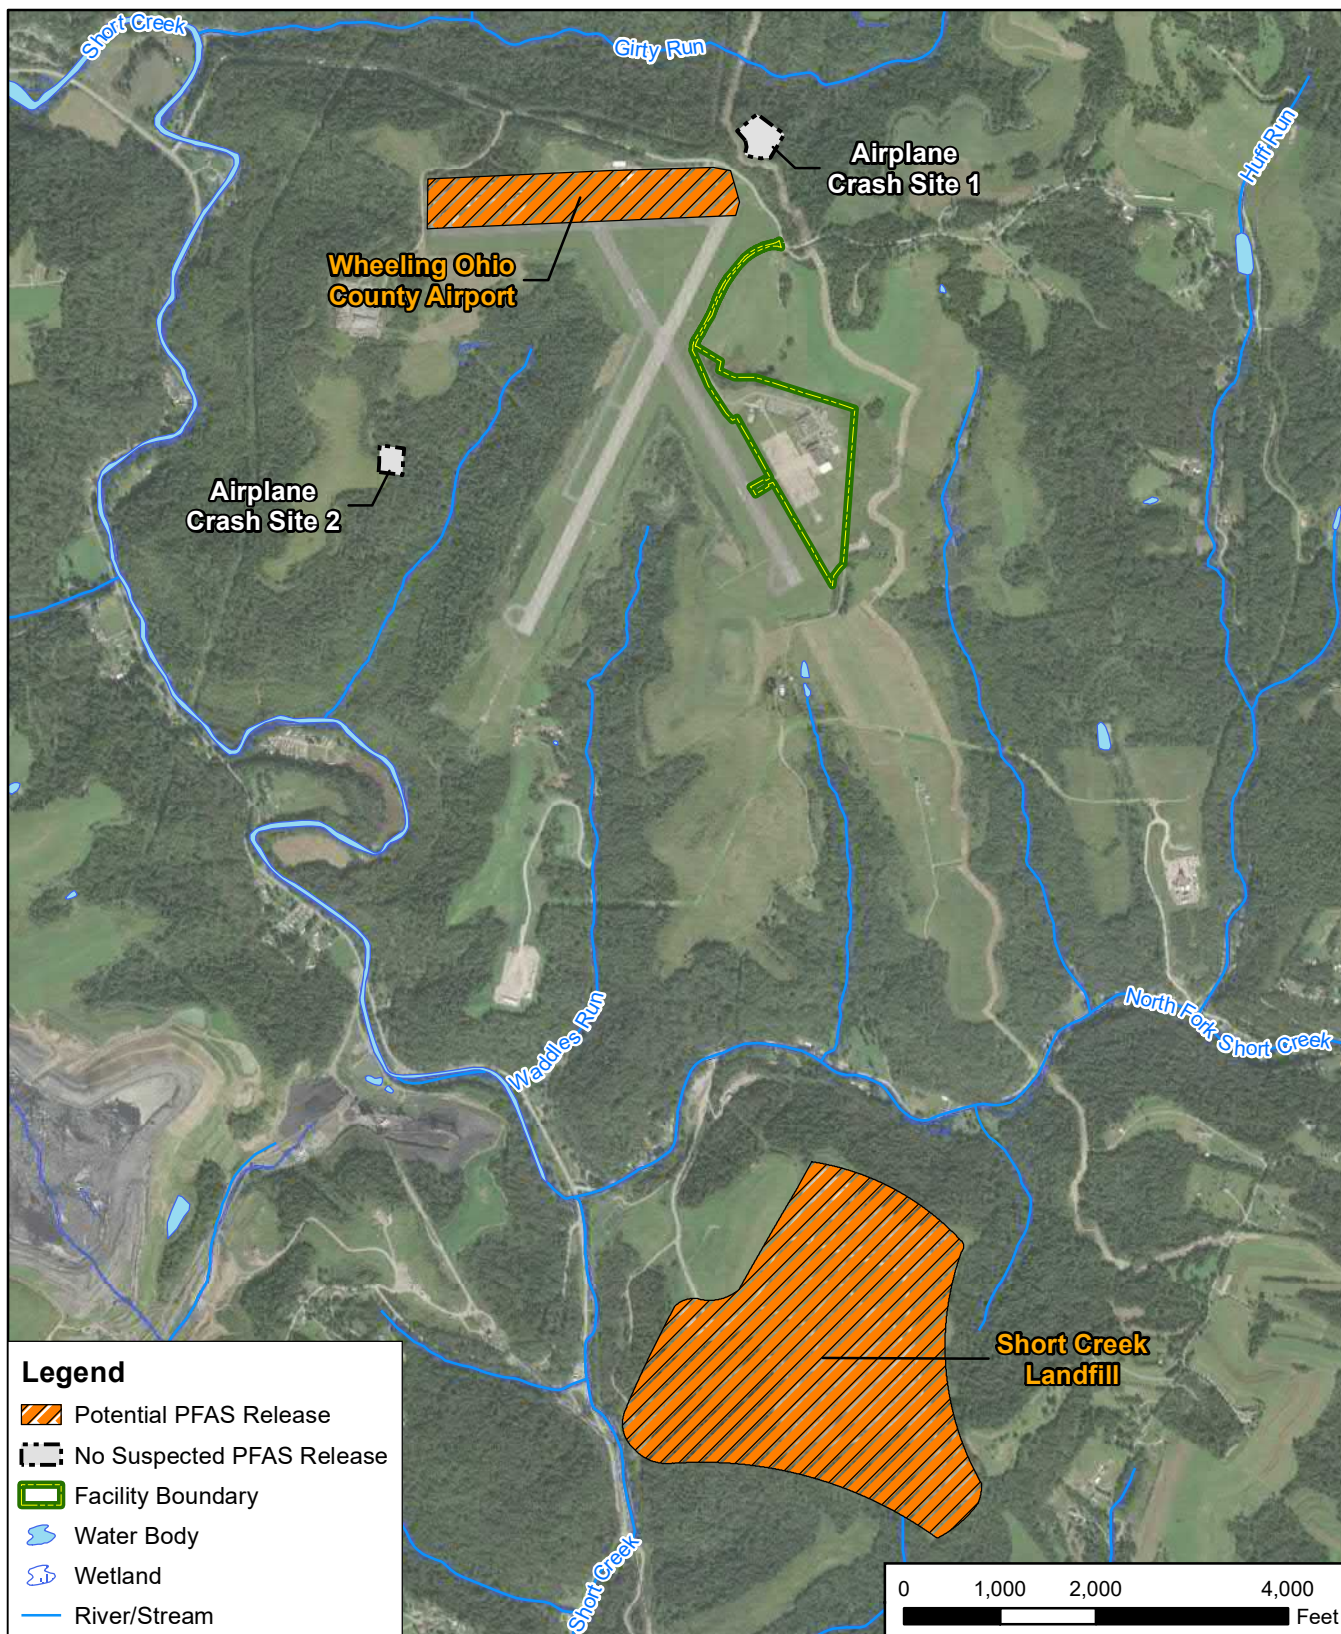 Short Creek
Girty Run
Huff Run
Airplane
Crash Site 1
Wheeling Ohio
County Airport
Airplane
Crash Site 2
Waddles Run
North Fork Short Creek
Short Creek
Landfill
Short Creek
Legend
Potential PFAS Release
No Suspected PFAS Release
Facility Boundary
Water Body
Wetland
River/Stream
0 1,000 2,000 4,000
Feet